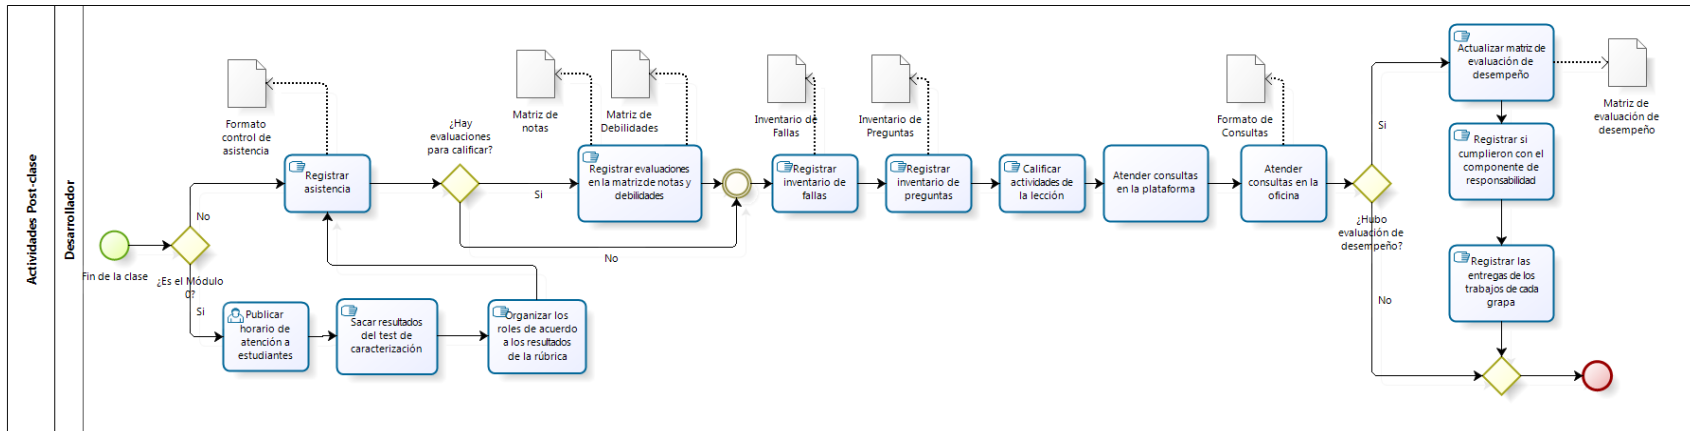 Actividades Post-clase
Desarrollador
Fin de la clase
¿Es el Módulo
0?
No
Si
Formato
control de
asistencia
Registrar
asistencia
Publicar
horario de
atención a
estudiantes
Sacar resultados
del test de
caracterización
Organizar los
roles de acuerdo
a los resultados
de la rúbrica
¿Hay
evaluaciones
para calificar?
Si
No
Matriz de
notas
Matriz de
Debilidades
Registrar evaluaciones
en la matriz de notas y
debilidades
Inventario de
Fallas
Registrar
inventario de
fallas
Inventario de
Preguntas
Registrar
inventario de
preguntas
Calificar
actividades de
la lección
Atender consultas
en la plataforma
Formato de
Consultas
Atender
consultas en la
oficina
¿Hubo
evaluación de
desempeño?
Si
No
Actualizar matriz de
evaluación de
desempeño
Matriz de
evaluación de
desempeño
Registrar si
cumplieron con el
componente de
responsabilidad
Registrar las
entregas de los
trabajos de cada
grapa